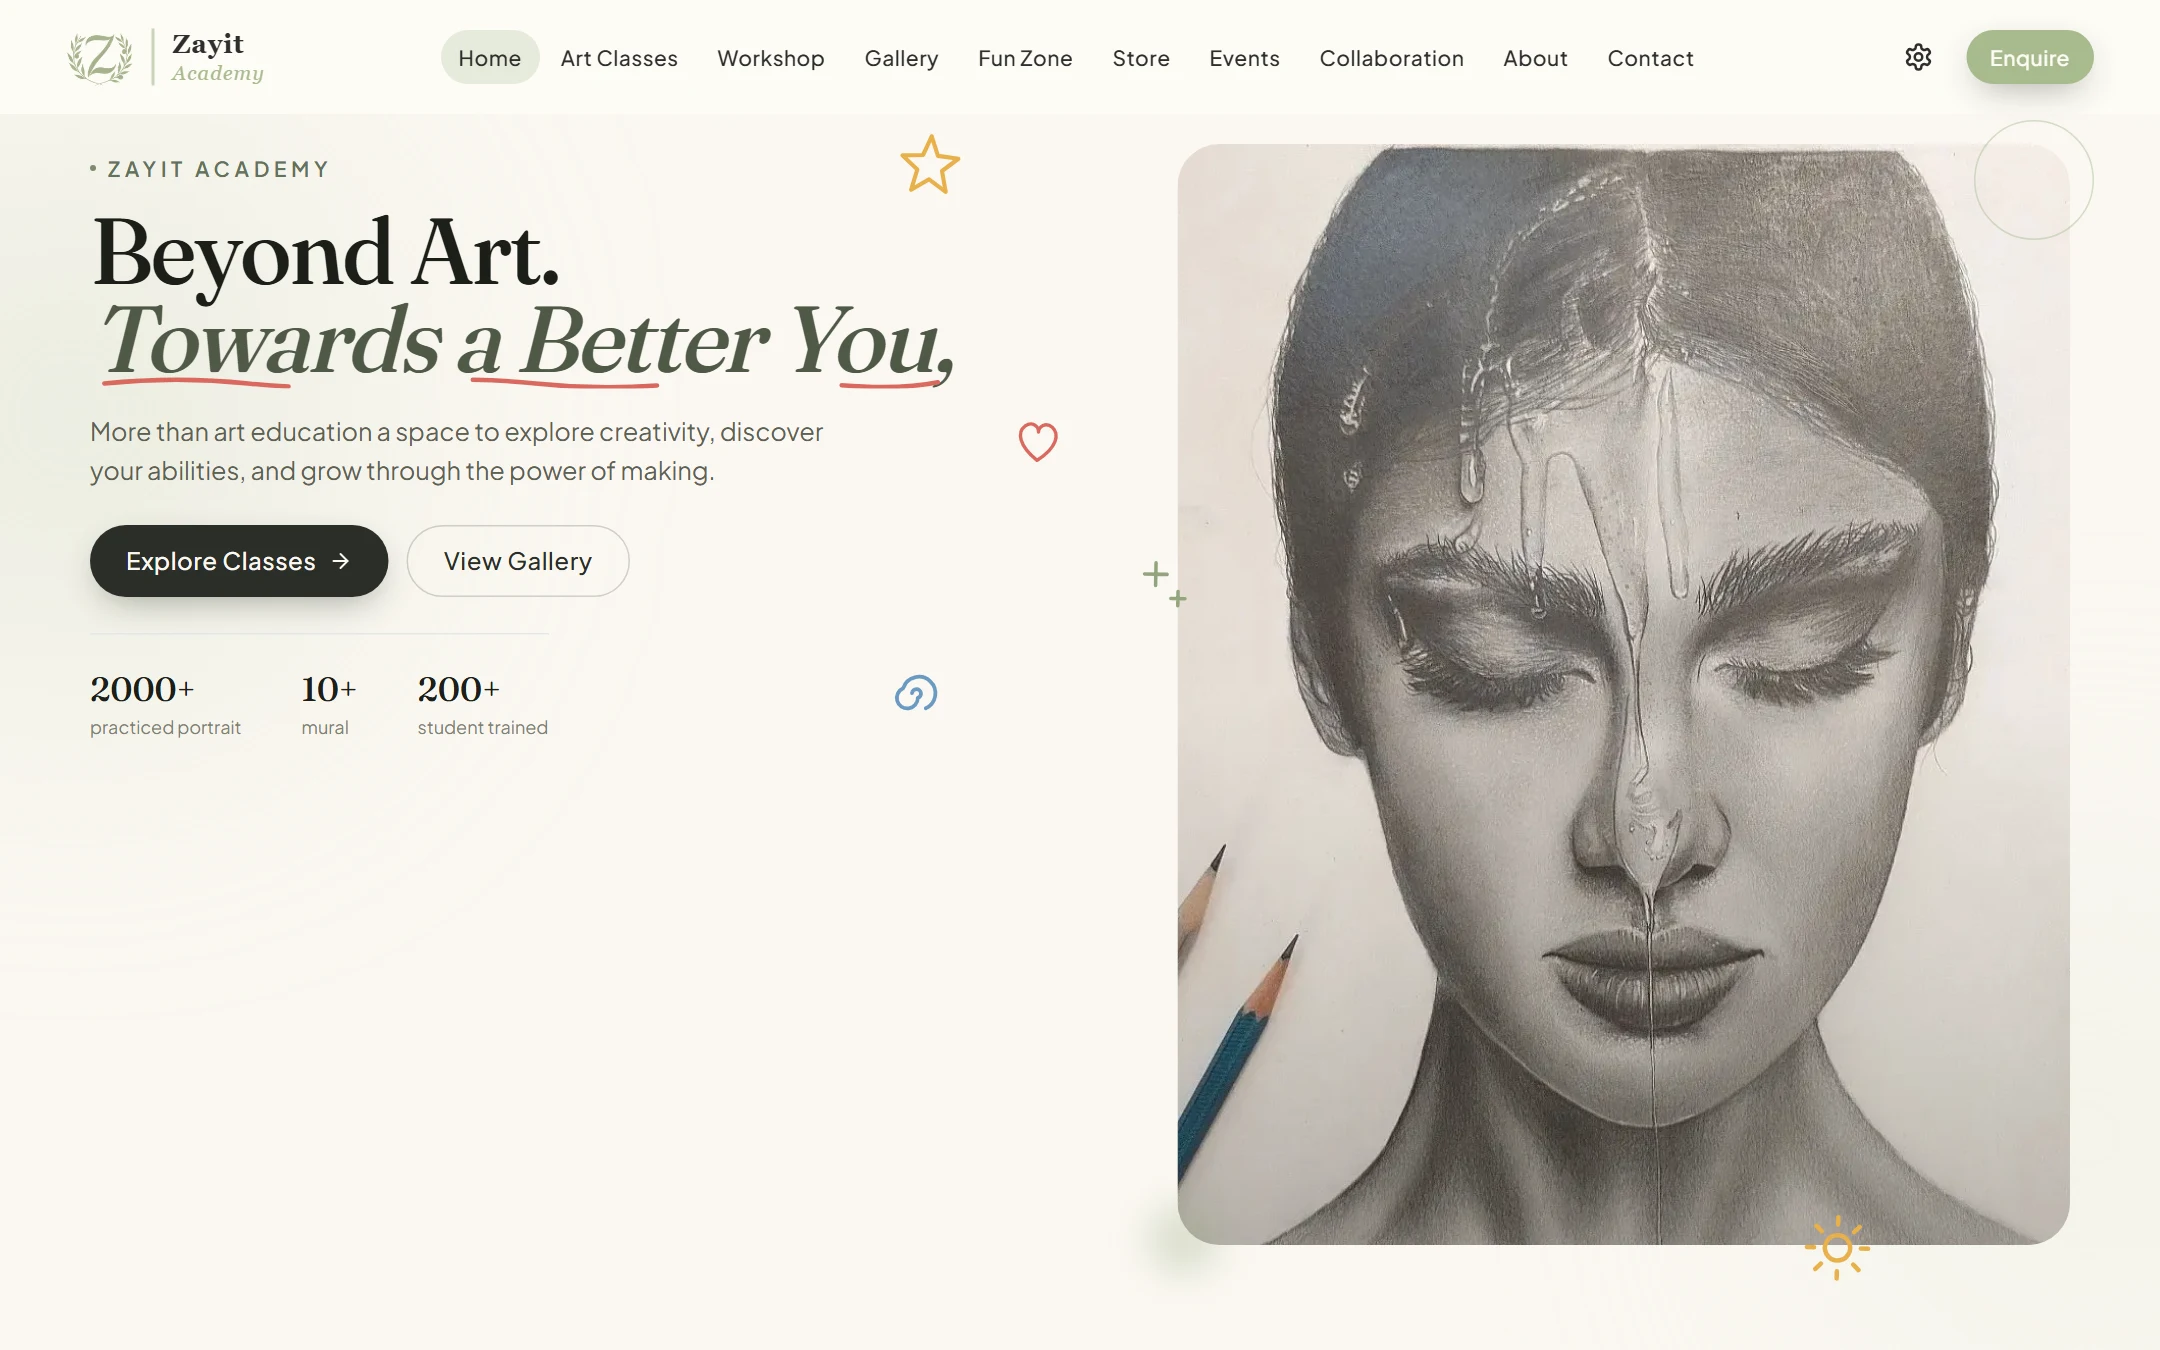 Z
Zayit
Academy
Home
Art Classes
Workshop
Gallery
Fun Zone
Store
Events
Collaboration
About
Contact
Enquire
• ZAYIT ACADEMY
Beyond Art.
Towards a Better You,
More than art education a space to explore creativity, discover
your abilities, and grow through the power of making.
Explore Classes →
View Gallery
2000+
practiced portrait
10+
mural
200+
student trained